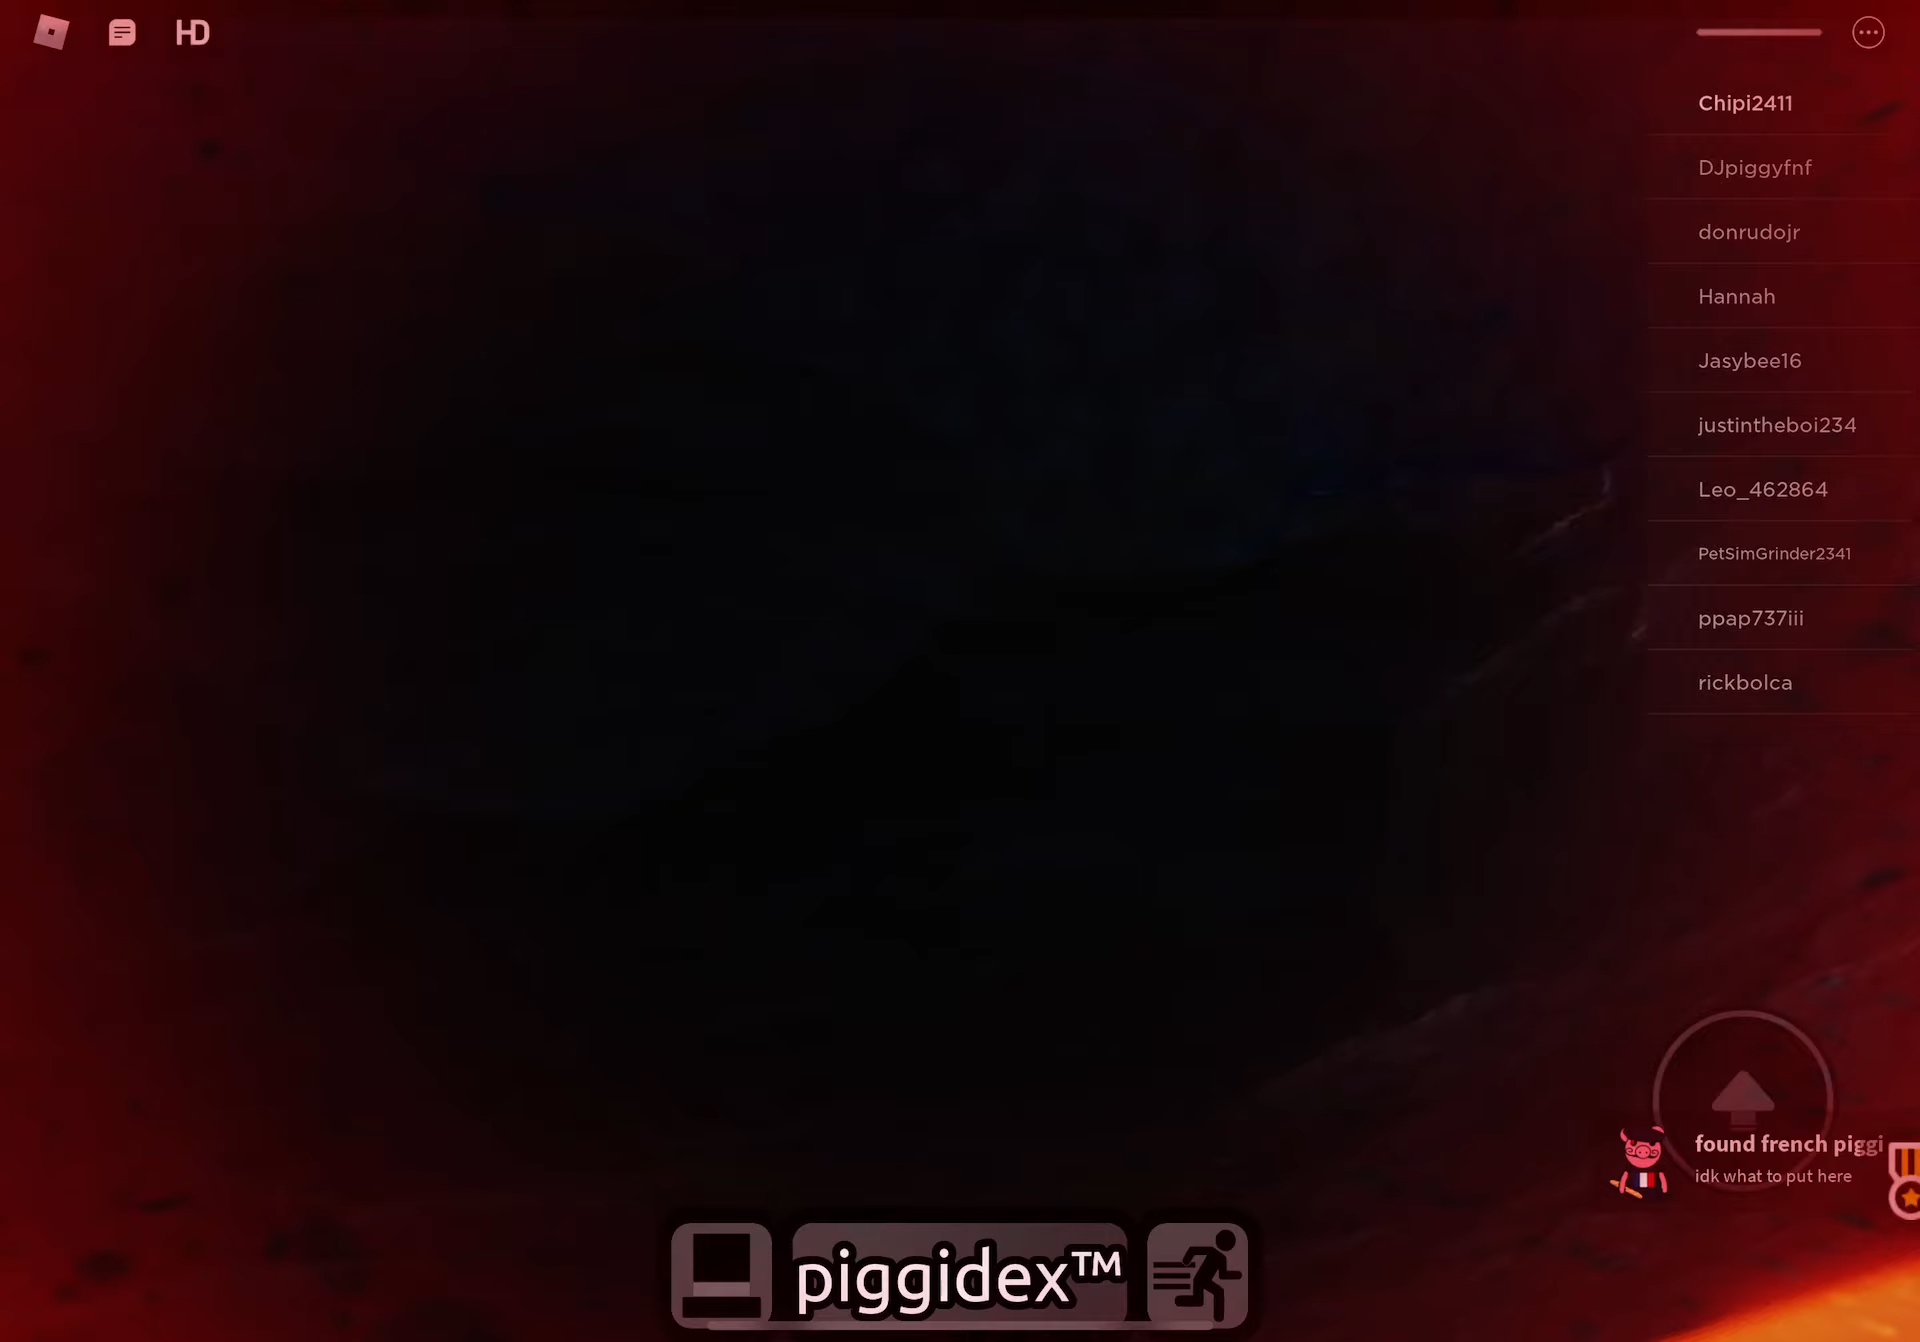 HD
Chipi2411
DJpiggyfnf
donrudojr
Hannah
Jasybee16
justintheboi234
Leo_462864
PetSimGrinder2341
ppap737iii
rickbolca
found french piggi
idk what to put here
piggidex™